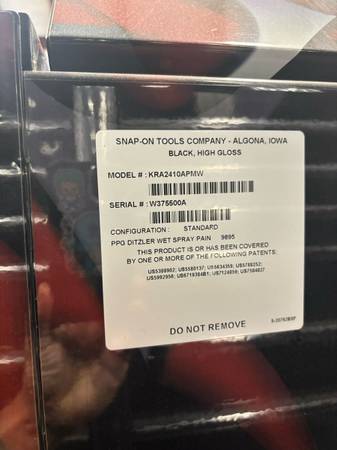 SNAP-ON TOOLS COMPANY - ALGONA, IOWA
BLACK, HIGH GLOSS
MODEL # : KRA2410APMW
SERIAL # : W375500A
CONFIGURATION : STANDARD
PPG DITZLER WET SPRAY PAIN 9895
THIS PRODUCT IS OR HAS BEEN COVERED
BY ONE OR MORE OF THE FOLLOWING PATENTS:
DO NOT REMOVE